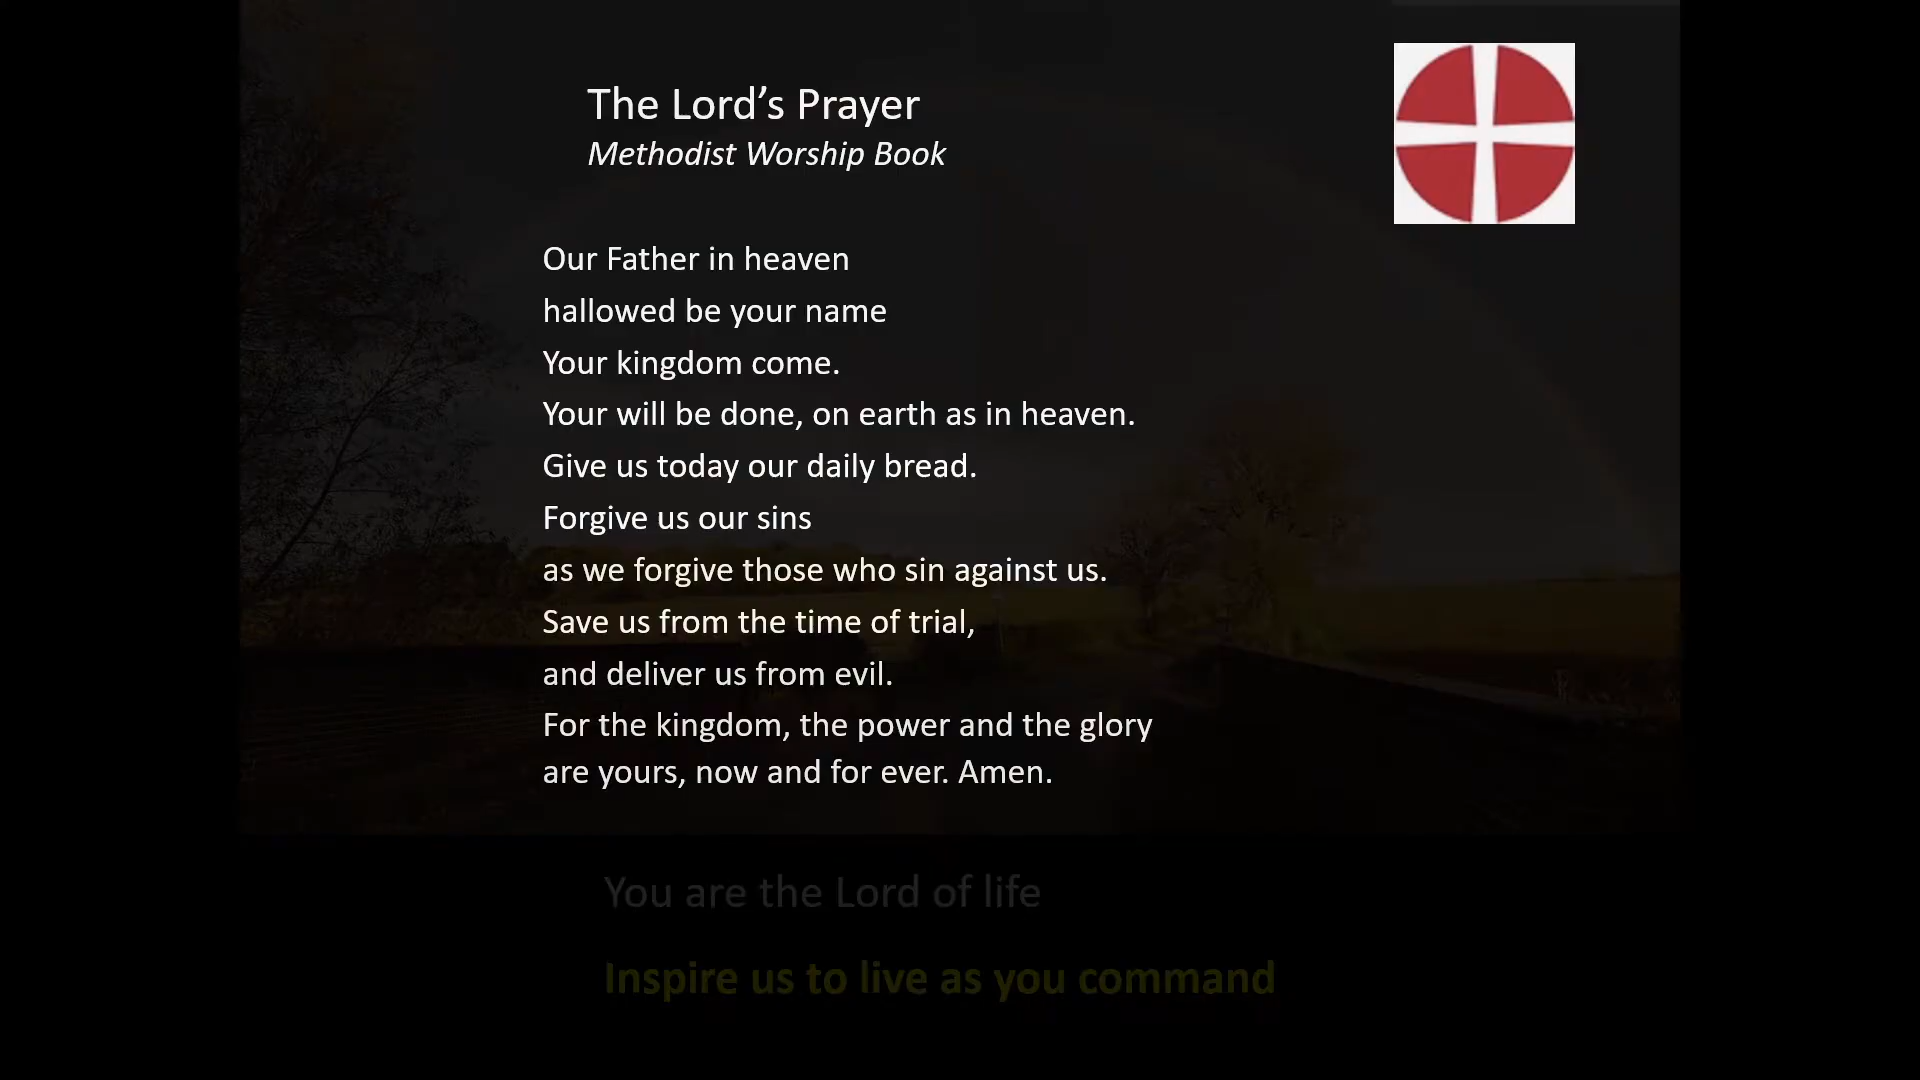 The Lord’s Prayer
Methodist Worship Book
Our Father in heaven
hallowed be your name
Your kingdom come.
Your will be done, on earth as in heaven.
Give us today our daily bread.
Forgive us our sins
as we forgive those who sin against us.
Save us from the time of trial,
and deliver us from evil.
For the kingdom, the power and the glory
are yours, now and for ever. Amen.
You are the Lord of life
Inspire us to live as you command